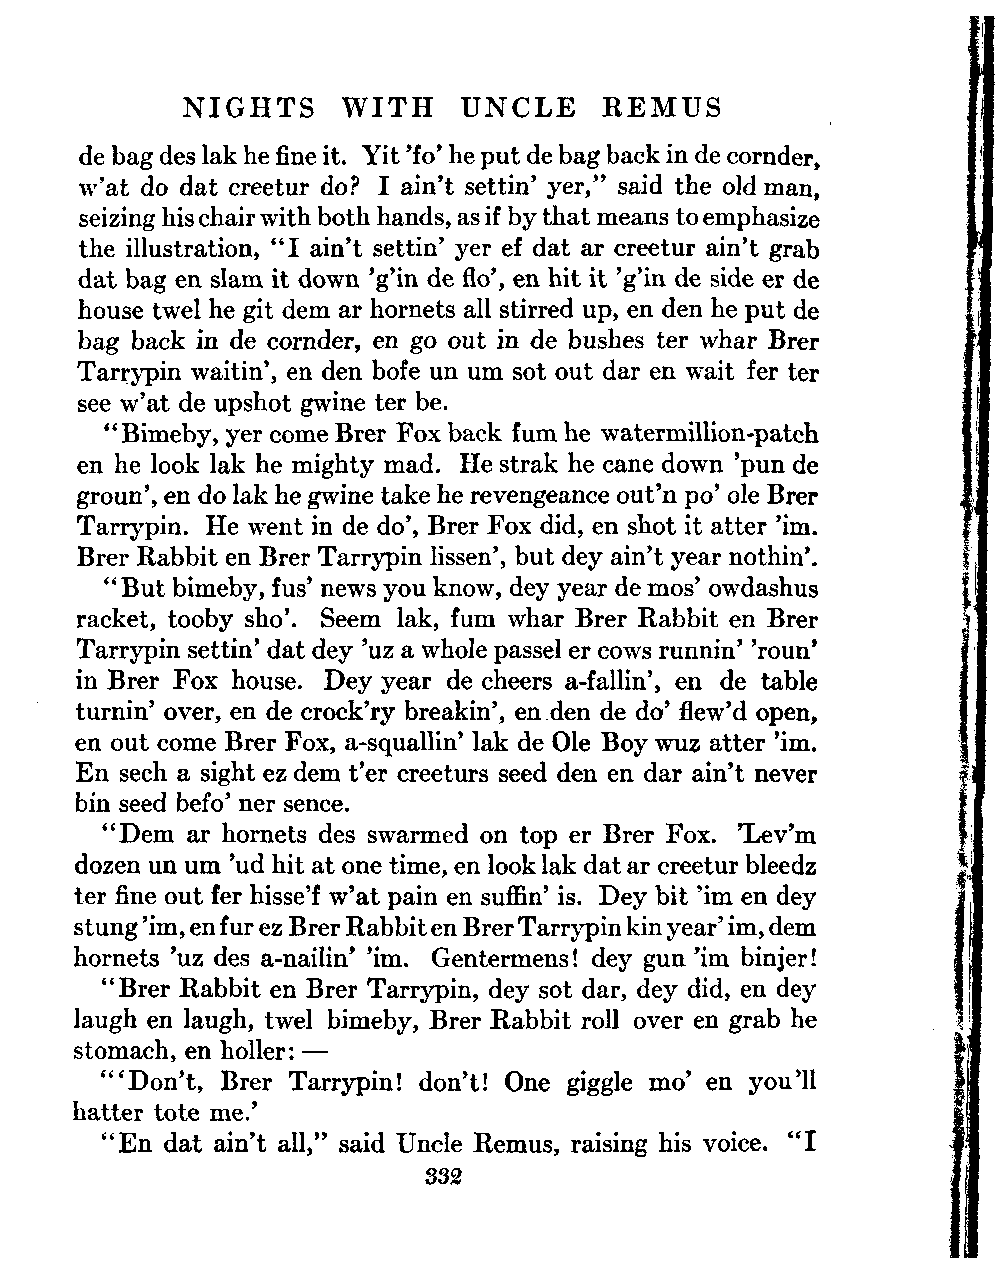 NIGHTS WITH UNCLE REMUS
de bag des lak he fine it. Yit ’fo’ he put de bag back in de cornder,
w’at do dat creetur do? I ain’t settin’ yer,” said the old man,
seizing his chair with both hands, as if by that means to emphasize
the illustration, “I ain’t settin’ yer ef dat ar creetur ain’t grab
dat bag en slam it down ’g’in de flo’, en hit it ’g’in de side er de
house twel he git dem ar hornets all stirred up, en den he put de
bag back in de cornder, en go out in de bushes ter whar Brer
Tarrypin waitin’, en den bofe un um sot out dar en wait fer ter
see w’at de upshot gwine ter be.
“Bimeby, yer come Brer Fox back fum he watermillion-patch
en he look lak he mighty mad. He strak he cane down ’pun de
groun’, en do lak he gwine take he revengeance out’n po’ ole Brer
Tarrypin. He went in de do’, Brer Fox did, en shot it atter ’im.
Brer Rabbit en Brer Tarrypin lissen’, but dey ain’t year nothin’.
“But bimeby, fus’ news you know, dey year de mos’ owdashus
racket, tooby sho’. Seem lak, fum whar Brer Rabbit en Brer
Tarrypin settin’ dat dey ’uz a whole passel er cows runnin’ ’roun’
in Brer Fox house. Dey year de cheers a-fallin’, en de table
turnin’ over, en de crock’ry breakin’, en den de do’ flew’d open,
en out come Brer Fox, a-squallin’ lak de Ole Boy wuz atter ’im.
En sech a sight ez dem t’er creeturs seed den en dar ain’t never
bin seed befo’ ner sence.
“Dem ar hornets des swarmed on top er Brer Fox. ’Lev’m
dozen un um ’ud hit at one time, en look lak dat ar creetur bleedz
ter fine out fer hisse’f w’at pain en suffin’ is. Dey bit ’im en dey
stung ’im, en fur ez Brer Rabbit en Brer Tarrypin kin year’ im, dem
hornets ’uz des a-nailin’ ’im. Gentermens! dey gun ’im binjer!
“Brer Rabbit en Brer Tarrypin, dey sot dar, dey did, en dey
laugh en laugh, twel bimeby, Brer Rabbit roll over en grab he
stomach, en holler: —
“‘Don’t, Brer Tarrypin! don’t! One giggle mo’ en you’ll
hatter tote me.’
“En dat ain’t all,” said Uncle Remus, raising his voice. “I
332